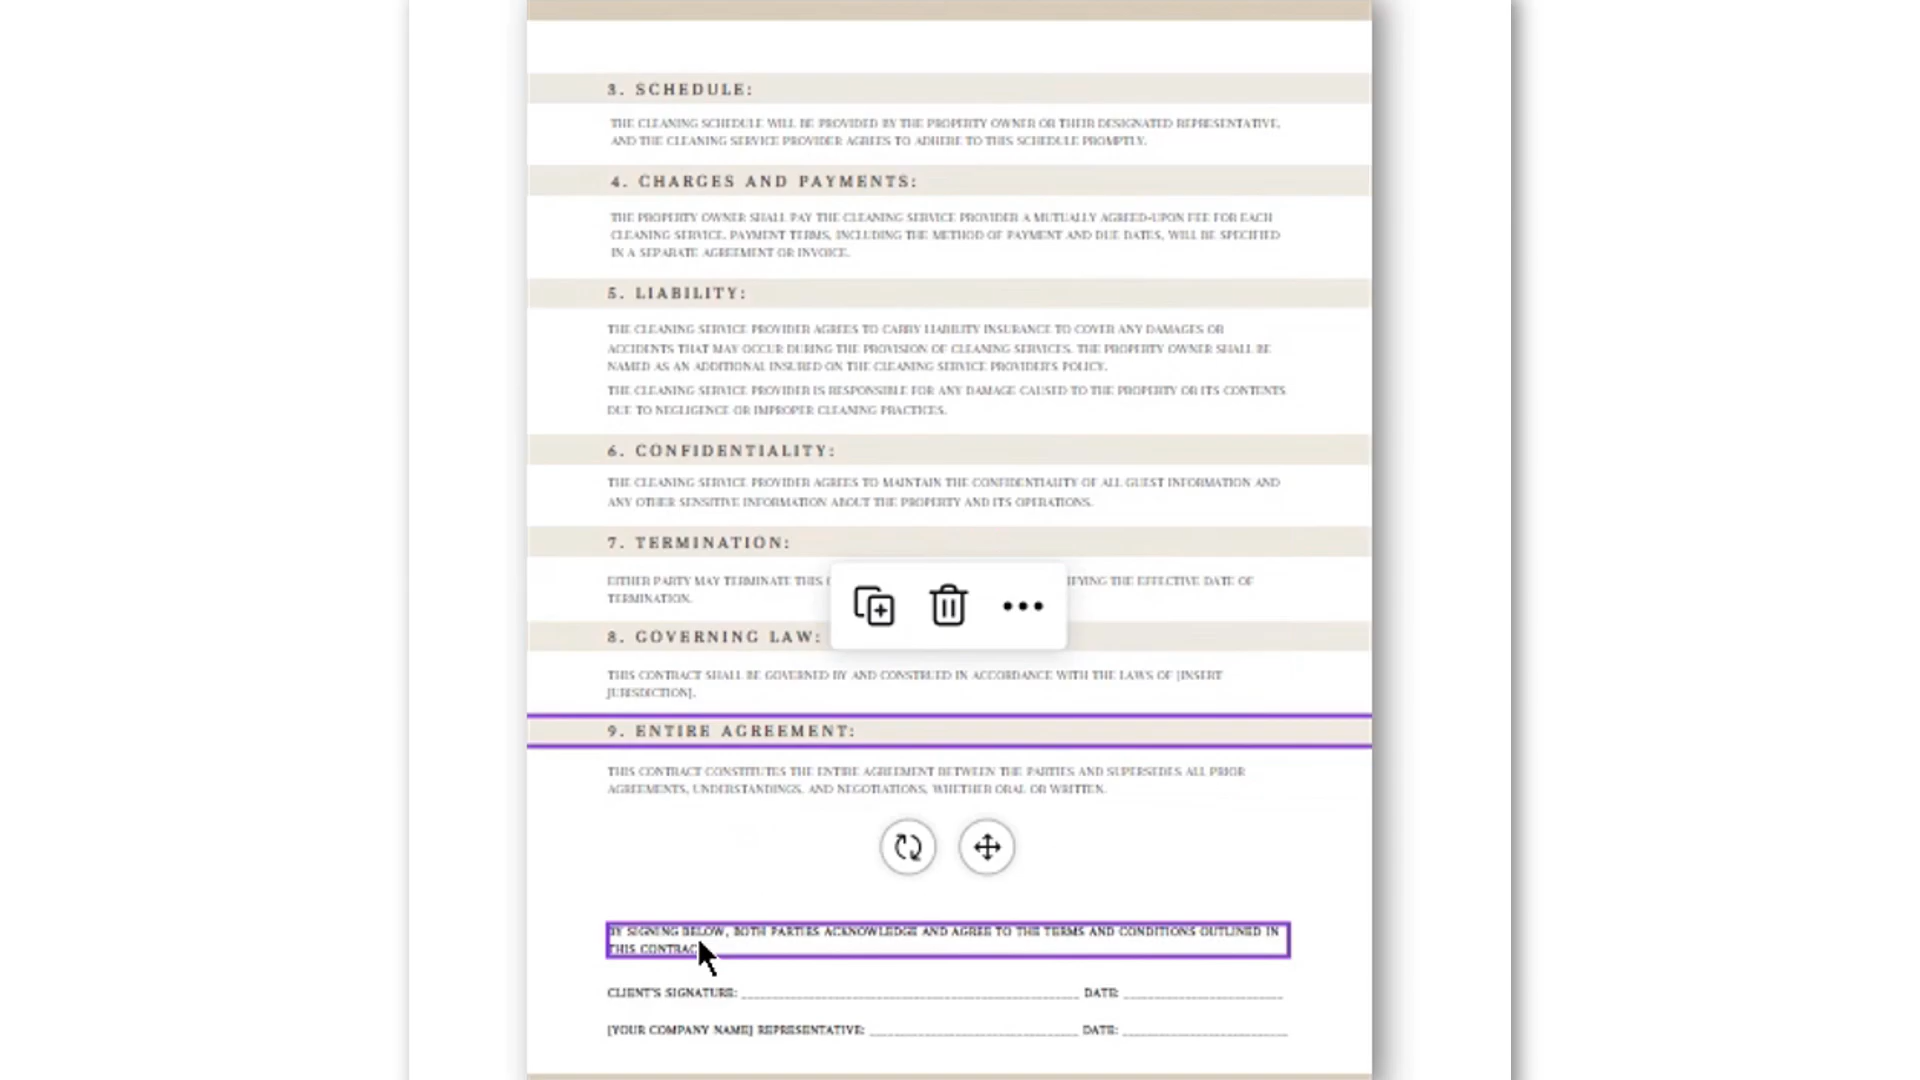 3. SCHEDULE:
THE CLEANING SCHEDULE WILL BE PROVIDED BY THE PROPERTY OWNER OR THEIR DESIGNATED REPRESENTATIVE,
AND THE CLEANING SERVICE PROVIDER AGREES TO ADHERE TO THIS SCHEDULE PROMPTLY.
4. CHARGES AND PAYMENTS:
THE PROPERTY OWNER SHALL PAY THE CLEANING SERVICE PROVIDER A MUTUALLY AGREED-UPON FEE FOR EACH
CLEANING SERVICE. PAYMENT TERMS, INCLUDING THE METHOD OF PAYMENT AND DUE DATES, WILL BE SPECIFIED
IN A SEPARATE AGREEMENT OR INVOICE.
5. LIABILITY:
THE CLEANING SERVICE PROVIDER AGREES TO CARRY LIABILITY INSURANCE TO COVER ANY DAMAGES OR
ACCIDENTS THAT MAY OCCUR DURING THE PROVISION OF CLEANING SERVICES. THE PROPERTY OWNER SHALL BE
NAMED AS AN ADDITIONAL INSURED ON THE CLEANING SERVICE PROVIDER'S POLICY.
THE CLEANING SERVICE PROVIDER IS RESPONSIBLE FOR ANY DAMAGE CAUSED TO THE PROPERTY OR ITS CONTENTS
DUE TO NEGLIGENCE OR IMPROPER CLEANING PRACTICES.
6. CONFIDENTIALITY:
THE CLEANING SERVICE PROVIDER AGREES TO MAINTAIN THE CONFIDENTIALITY OF ALL GUEST INFORMATION AND
ANY OTHER SENSITIVE INFORMATION ABOUT THE PROPERTY AND ITS OPERATIONS.
7. TERMINATION:
EITHER PARTY MAY TERMINATE THIS THE EFFECTIVE DATE OF
TERMINATION.
8. GOVERNING LAW:
THIS CONTRACT SHALL BE GOVERNED BY AND CONSTRUED IN ACCORDANCE WITH THE LAWS OF [INSERT
JURISDICTION].
9. ENTIRE AGREEMENT:
THIS CONTRACT CONSTITUTES THE ENTIRE AGREEMENT BETWEEN THE PARTIES AND SUPERSEDES ALL PRIOR
AGREEMENTS, UNDERSTANDINGS, AND NEGOTIATIONS, WHETHER ORAL OR WRITTEN.
BY SIGNING BELOW, BOTH PARTIES ACKNOWLEDGE AND AGREE TO THE TERMS AND CONDITIONS OUTLINED IN
THIS CONTRAC
CLIENT'S SIGNATURE: DATE:
[YOUR COMPANY NAME] REPRESENTATIVE: DATE: